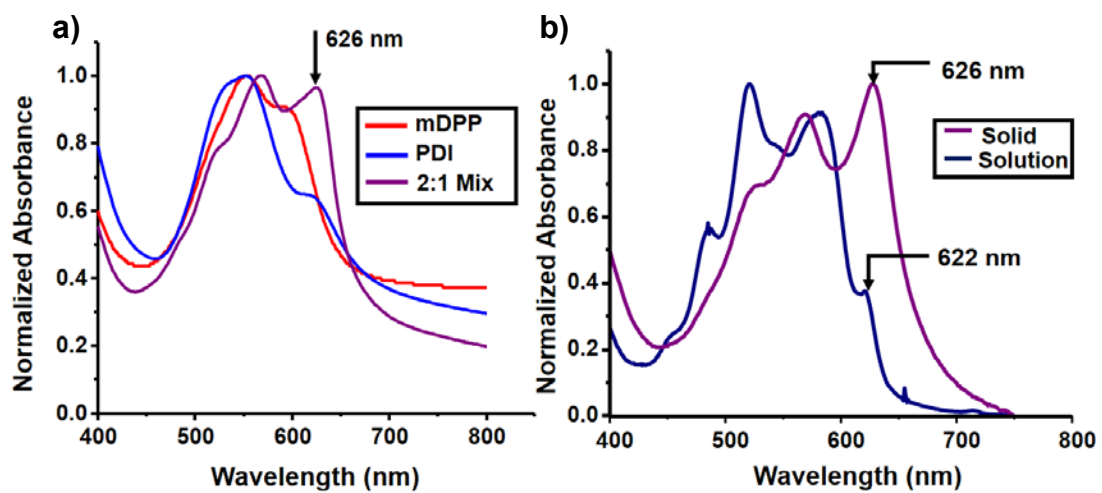 a)
626 nm
mDPP
PDI
2:1 Mix
Normalized Absorbance
1.0
0.8
0.6
0.4
0.2
0.0
400
500
600
700
800
Wavelength (nm)
b)
626 nm
Solid
Solution
622 nm
Normalized Absorbance
1.0
0.8
0.6
0.4
0.2
0.0
400
500
600
700
800
Wavelength (nm)